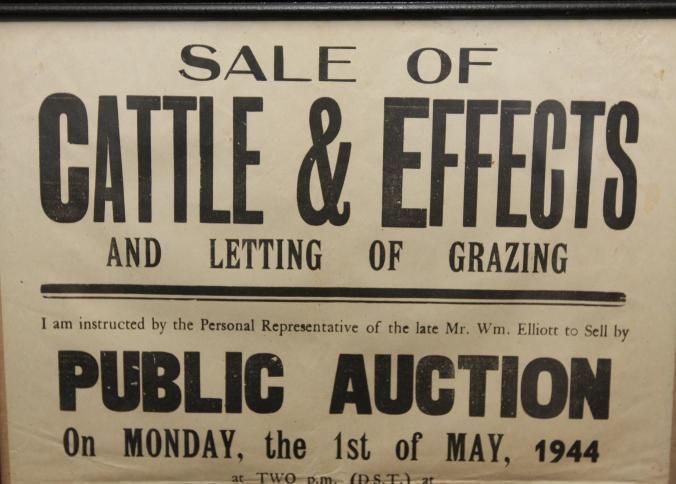 SALE OF
CATTLE & EFFECTS
AND LETTING OF GRAZING
I am instructed by the Personal Representative of the late Mr. Wm. Elliott to Sell by
PUBLIC AUCTION
On MONDAY, the 1st of MAY, 1944
at TWO p.m. (D.S.T.) at